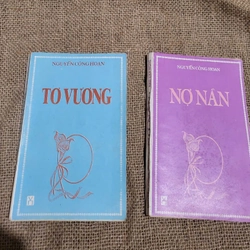 NGUYỄN CÔNG HOAN
TƠ VƯƠNG
NGUYỄN CÔNG HOAN
NỢ NẦN